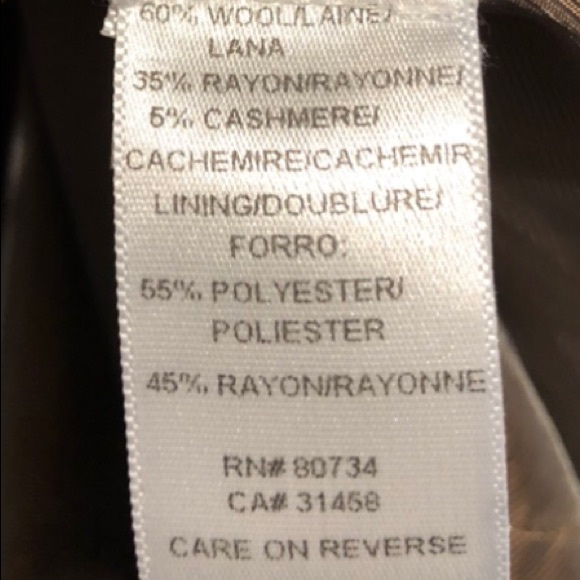 60% WOOL/LAINE/
LANA
35% RAYON/RAYONNE/
5% CASHMERE/
CACHEMIRE/CACHEMIR
LINING/DOUBLURE/
FORRO:
55% POLYESTER/
POLIESTER
45% RAYON/RAYONNE
RN# 80734
CA# 31458
CARE ON REVERSE